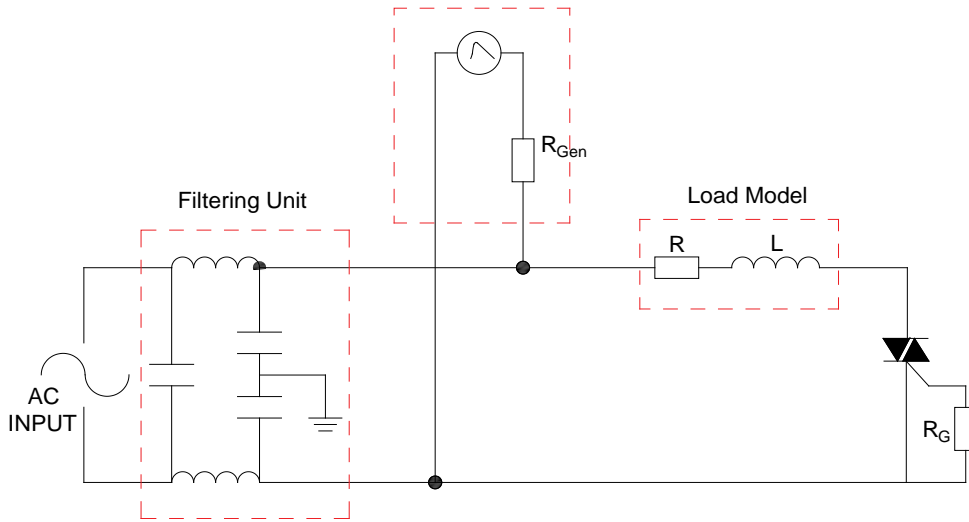 R_Gen
Filtering Unit
Load Model
R
L
AC
INPUT
R_G